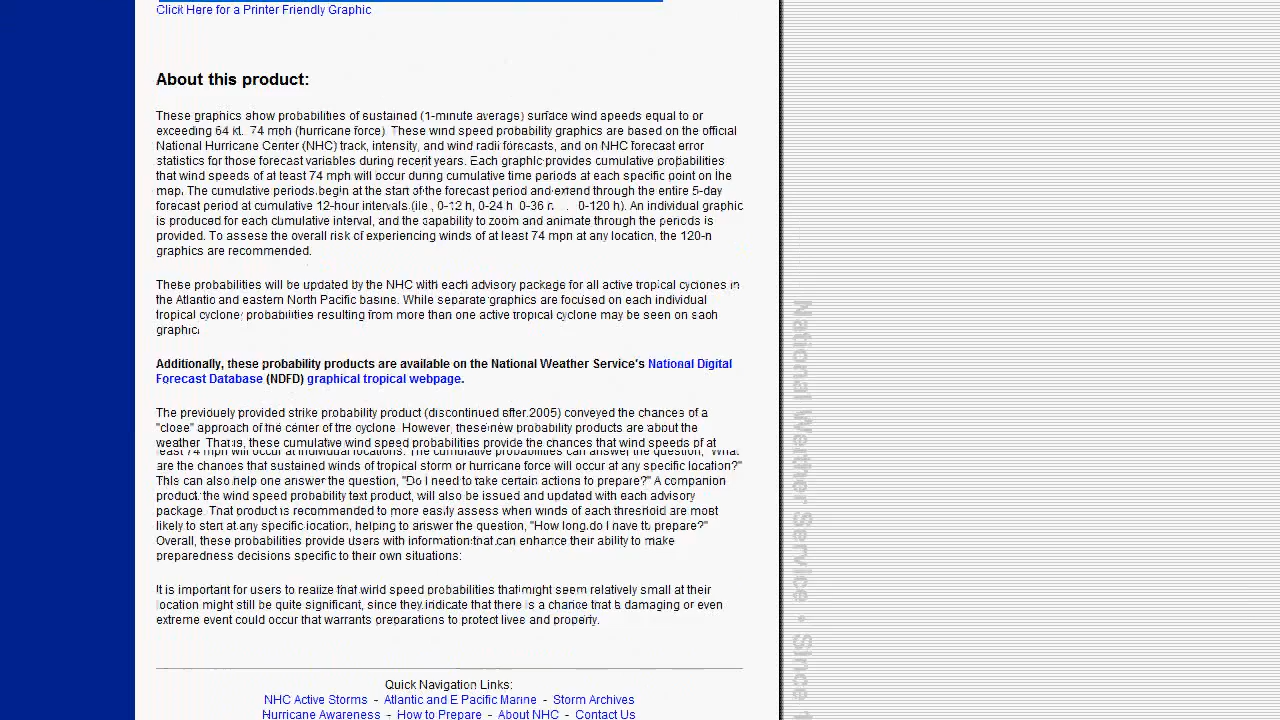 Click Here for a Printer Friendly Graphic
About this product:
These graphics show probabilities of sustained (1-minute average) surface wind speeds equal to or
exceeding 64 kt, 74 mph (hurricane force). These wind speed probability graphics are based on the official
National Hurricane Center (NHC) track, intensity, and wind radii forecasts, and on NHC forecast error
statistics for those forecast variables during recent years. Each graphic provides cumulative probabilities
that wind speeds of at least 74 mph will occur during cumulative time periods at each specific point on the
map. The cumulative periods begin at the start of the forecast period and extend through the entire 5-day
forecast period at cumulative 12-hour intervals (i.e., 0-12 h, 0-24 h, 0-36 h, ... 0-120 h). An individual graphic
is produced for each cumulative interval, and the capability to zoom and animate through the periods is
provided. To assess the overall risk of experiencing winds of at least 74 mph at any location, the 120-h
graphics are recommended.
These probabilities will be updated by the NHC with each advisory package for all active tropical cyclones in
the Atlantic and eastern North Pacific basins. While separate graphics are focused on each individual
tropical cyclone, probabilities resulting from more than one active tropical cyclone may be seen on each
graphic.
Additionally, these probability products are available on the National Weather Service's National Digital
Forecast Database (NDFD) graphical tropical webpage.
The previously provided strike probability product (discontinued after 2005) conveyed the chances of a
"close" approach of the center of the cyclone. However, these new probability products are about the
weather. That is, these cumulative wind speed probabilities provide the chances that wind speeds of at
least 74 mph will occur at individual locations. The cumulative probabilities can answer the question, "What
are the chances that sustained winds of tropical storm or hurricane force will occur at any specific location?"
This can also help one answer the question, "Do I need to take certain actions to prepare?" A companion
product, the wind speed probability text product, will also be issued and updated with each advisory
package. That product is recommended to more easily assess when winds of each threshold are most
likely to start at any specific location, helping to answer the question, "How long do I have to prepare?"
Overall, these probabilities provide users with information that can enhance their ability to make
preparedness decisions specific to their own situations.
It is important for users to realize that wind speed probabilities that might seem relatively small at their
location might still be quite significant, since they indicate that there is a chance that a damaging or even
extreme event could occur that warrants preparations to protect lives and property.
Quick Navigation Links:
NHC Active Storms - Atlantic and E Pacific Marine - Storm Archives
Hurricane Awareness - How to Prepare - About NHC - Contact Us
National Weather Service •